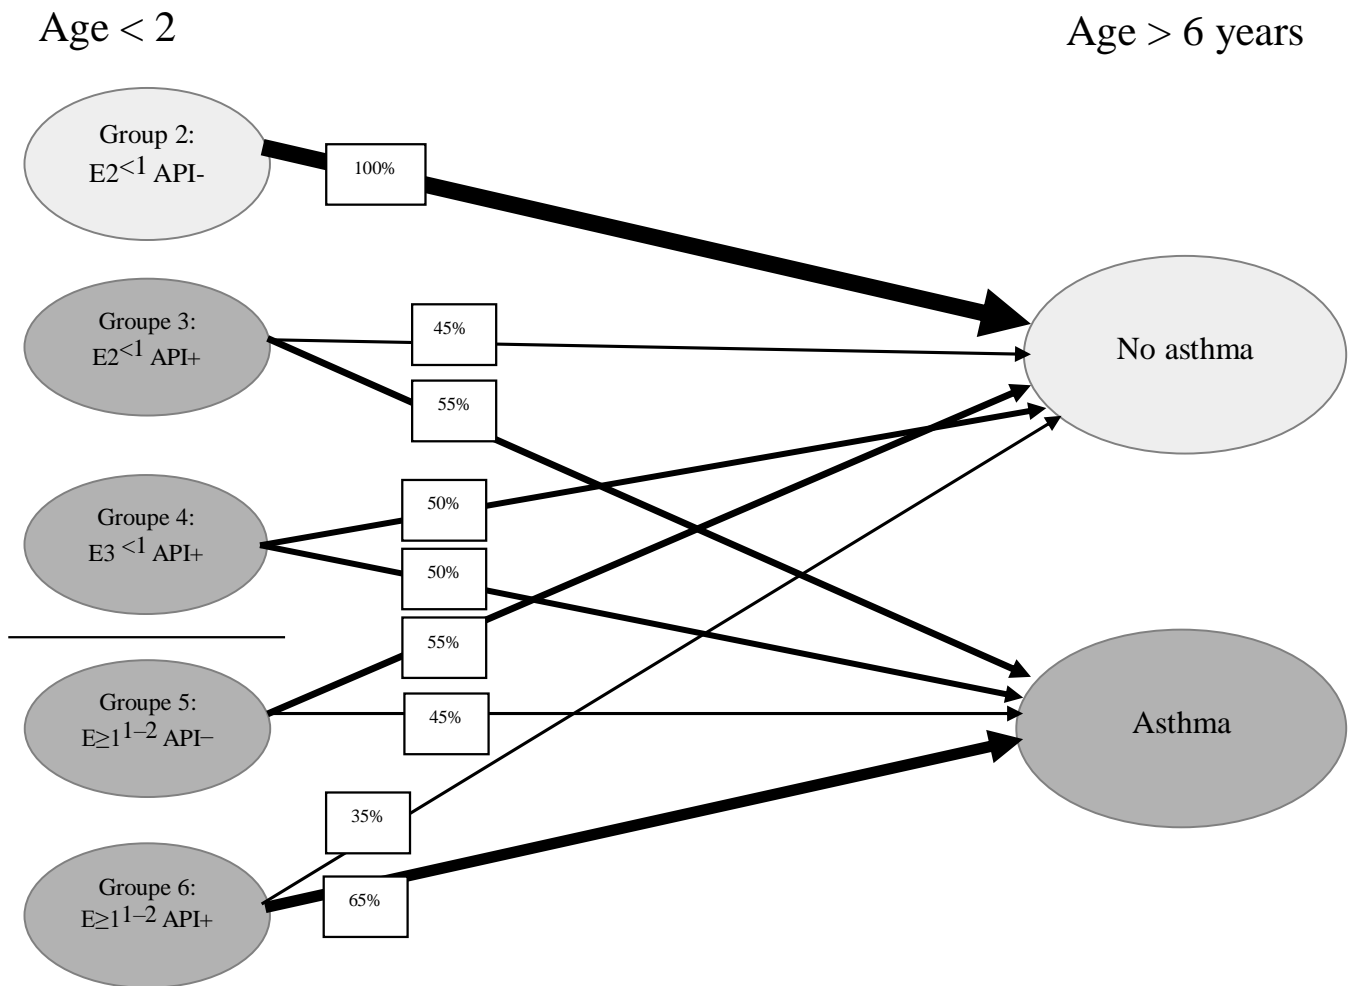 Age < 2
Age > 6 years
Group 2:
E2<1 API-
100%
Groupe 3:
E2<1 API+
45%
55%
No asthma
Groupe 4:
E3 <1 API+
50%
50%
Groupe 5:
E≥11–2 API–
55%
45%
Asthma
Groupe 6:
E≥11–2 API+
35%
65%